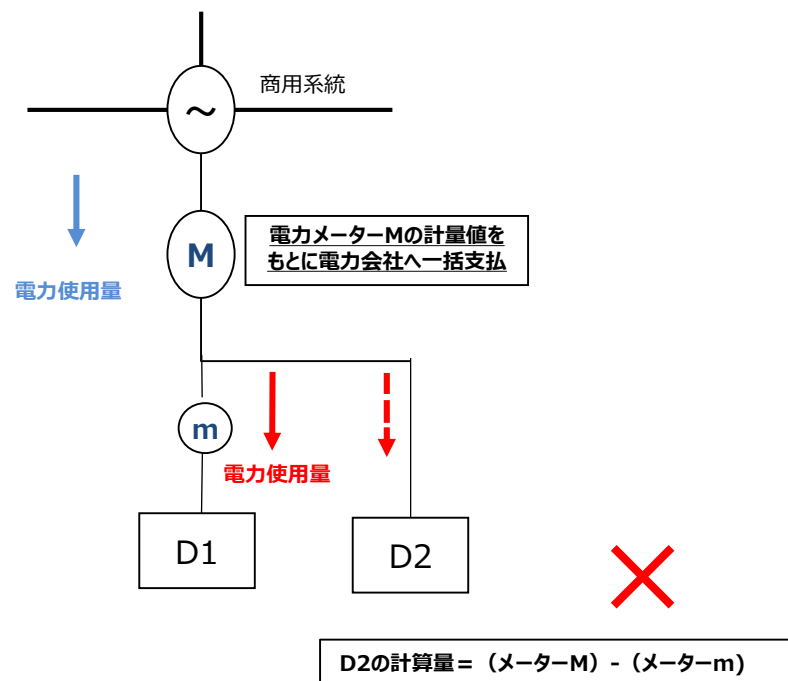 商用系統
～
M
電力メーターMの計量値を
もとに電力会社へ一括支払
電力使用量
m
電力使用量
D1
D2
D2の計算量＝（メーターM）-（メーターm)